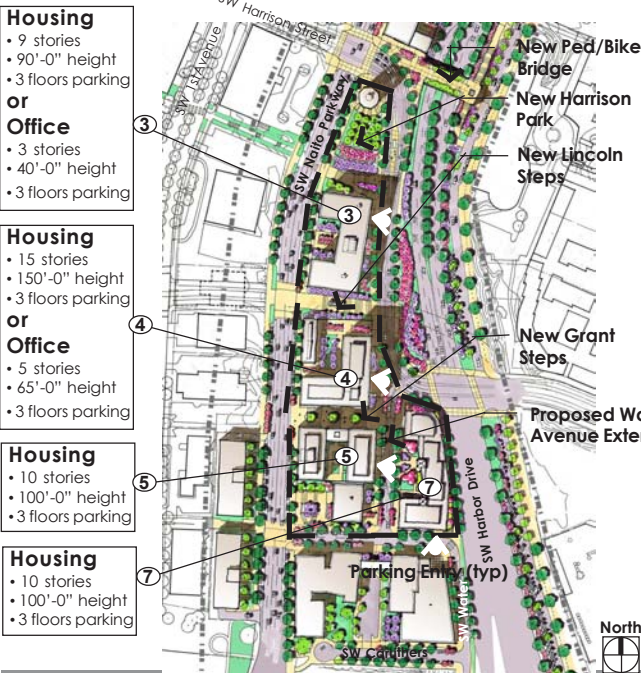 Housing
• 9 stories
• 90'-0" height
• 3 floors parking
or
Office
• 3 stories
• 40'-0" height
• 3 floors parking
3
Housing
• 15 stories
• 150'-0" height
• 3 floors parking
or
Office
• 5 stories
• 65'-0" height
• 3 floors parking
4
Housing
• 10 stories
• 100'-0" height
• 3 floors parking
5
Housing
• 10 stories
• 100'-0" height
• 3 floors parking
7
SW Harrison Street
SW 1st Avenue
SW Naito Parkway
New Ped/Bike
Bridge
New Harrison
Park
New Lincoln
Steps
3
New Grant
Steps
4
Proposed Wa
Avenue Exter
5
7
SW Harbor Drive
Parking Entry (typ)
SW Water
SW Caruthers
North